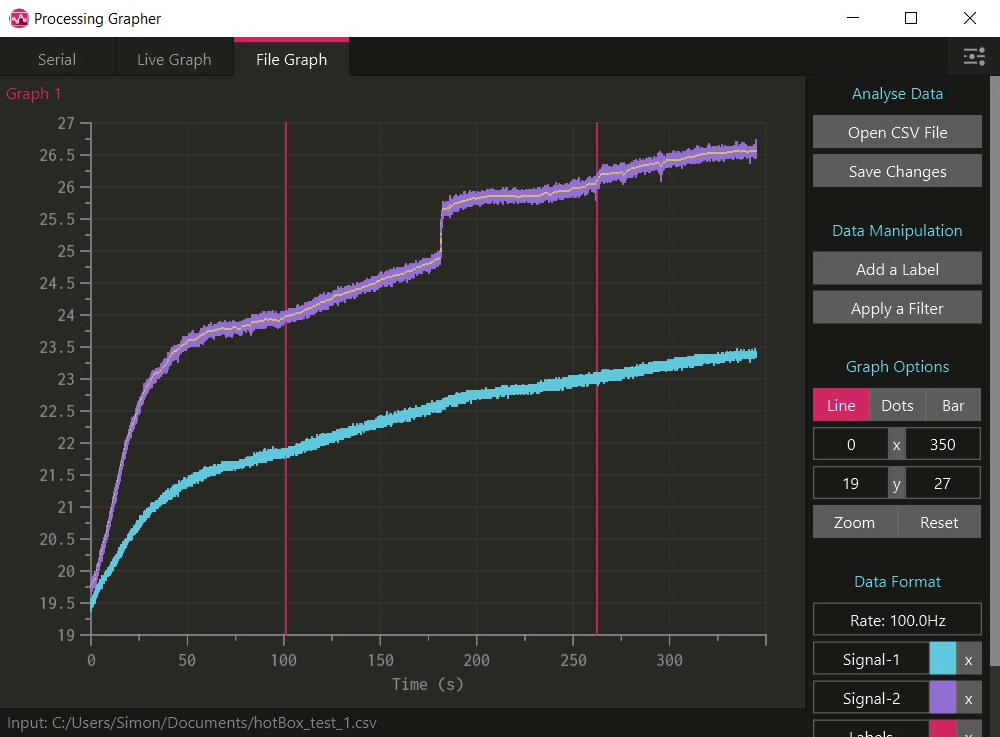 Processing Grapher
Serial Live Graph File Graph
Graph 1
27
26.5
26
25.5
25
24.5
24
23.5
23
22.5
22
21.5
21
20.5
20
19.5
19
0 50 100 150 200 250 300
Time (s)
Input: C:/Users/Simon/Documents/hotBox_test_1.csv
Analyse Data
Open CSV File
Save Changes
Data Manipulation
Add a Label
Apply a Filter
Graph Options
Line Dots Bar
0 x 350
19 y 27
Zoom Reset
Data Format
Rate: 100.0Hz
Signal-1 x
Signal-2 x
Labels x